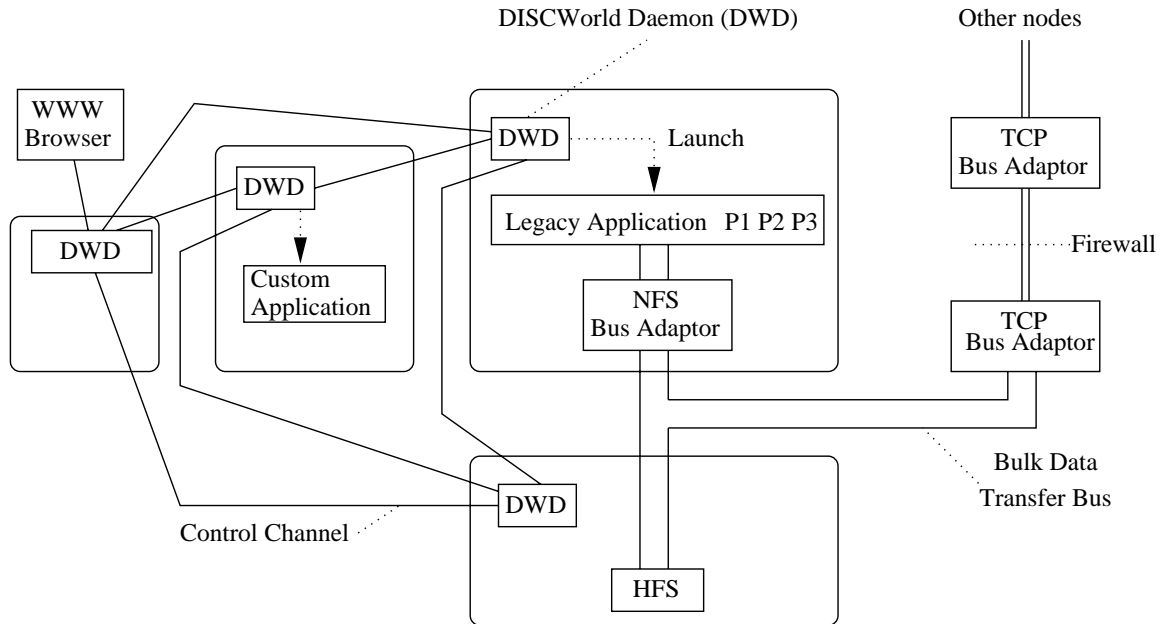 DISCWorld Daemon (DWD)
Other nodes
WWW
Browser
DWD
Launch
TCP
Bus Adaptor
DWD
Legacy Application P1 P2 P3
Firewall
DWD
Custom
Application
NFS
Bus Adaptor
TCP
Bus Adaptor
Bulk Data
Transfer Bus
DWD
Control Channel
HFS